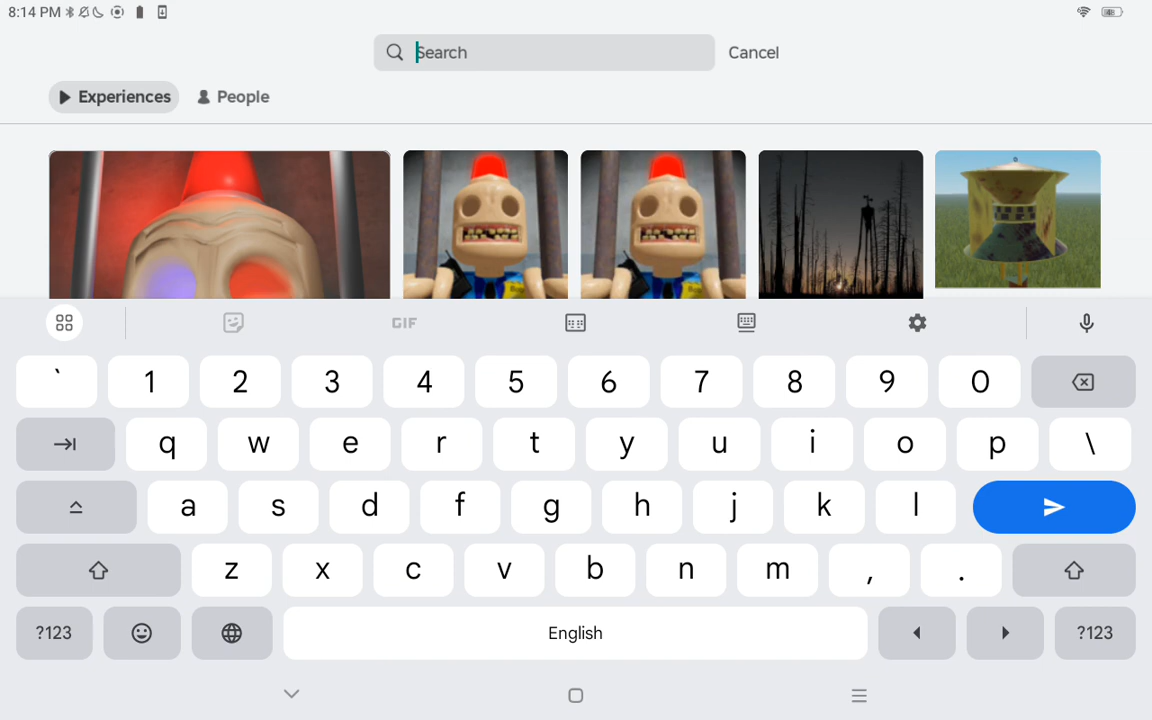 8:14 PM
Search
Cancel
Experiences
People
GIF
` 1 2 3 4 5 6 7 8 9 0
q w e r t y u i o p \
a s d f g h j k l
z x c v b n m , .
?123 English ?123